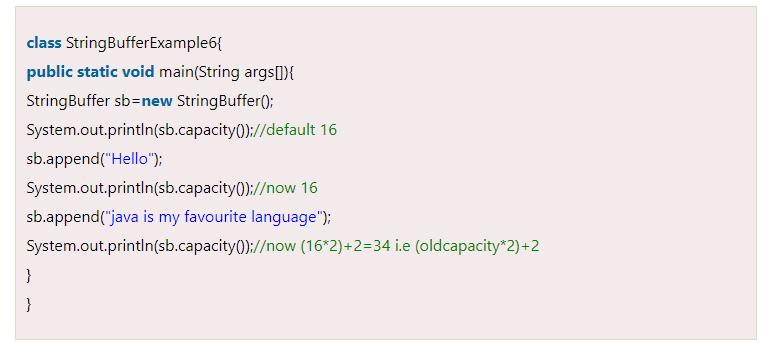 class StringBufferExample6{
public static void main(String args[]){
StringBuffer sb=new StringBuffer();
System.out.println(sb.capacity());//default 16
sb.append("Hello");
System.out.println(sb.capacity());//now 16
sb.append("java is my favourite language");
System.out.println(sb.capacity());//now (16*2)+2=34 i.e (oldcapacity*2)+2
}
}